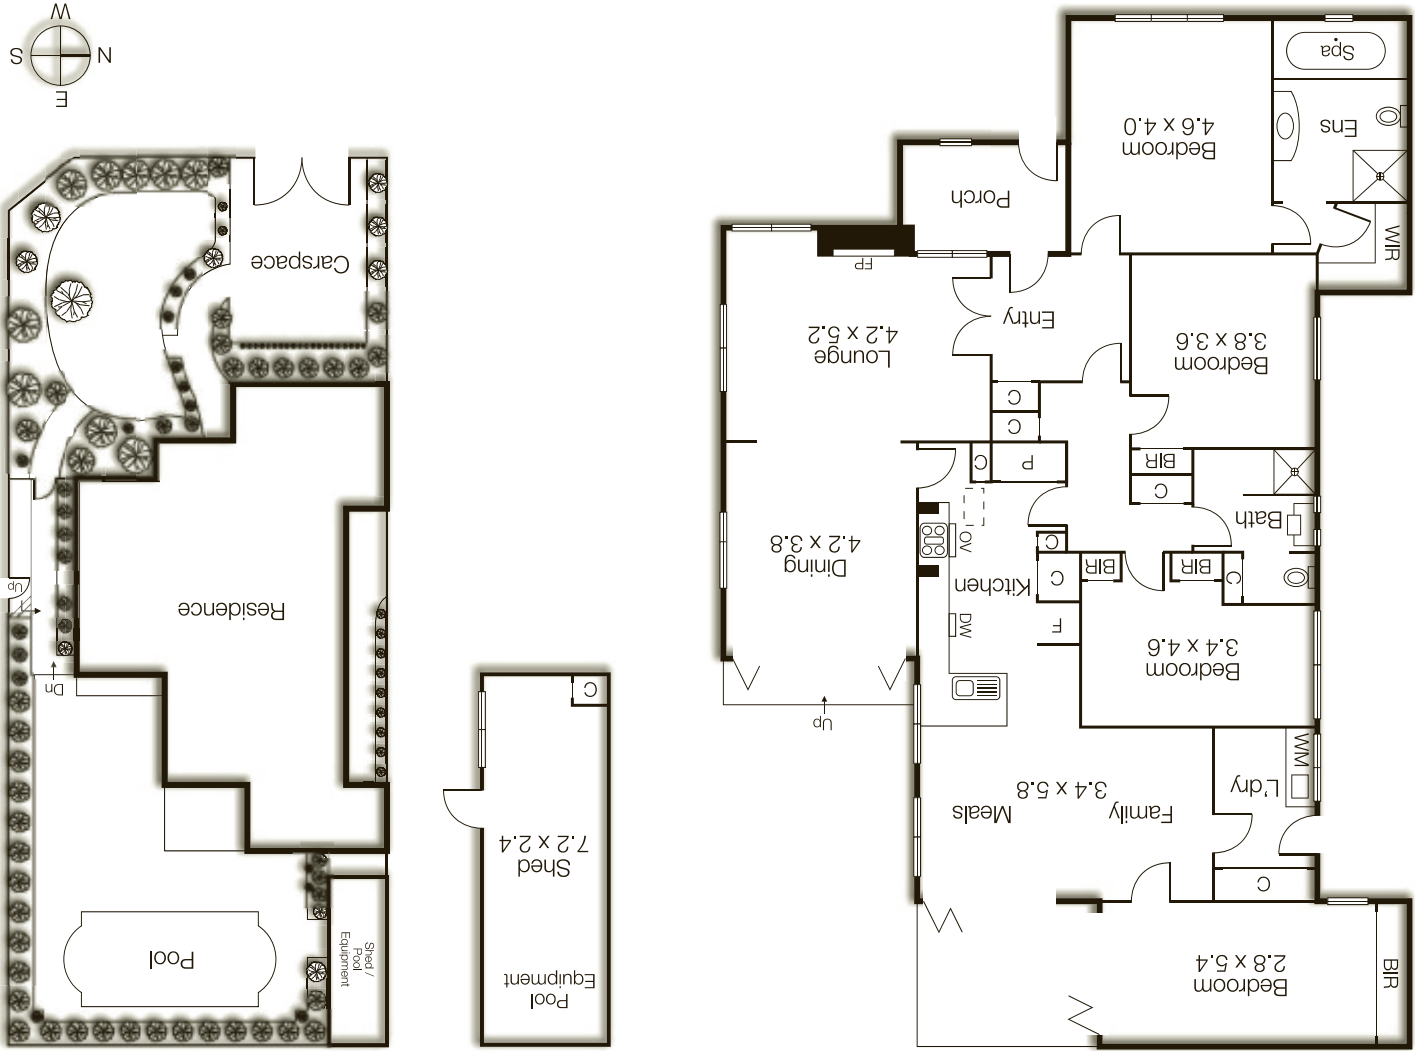 W
S
N
E
Carspace
Residence
Up
Dn
Pool
Shed /
Pool
Equipment
C
Shed
7.2 x 2.4
Pool
Equipment
Spa
Ens
WIR
Bedroom
4.6 x 4.0
Porch
FP
Lounge
4.2 x 5.2
Entry
Bedroom
3.8 x 3.6
C
C
C
P
BIR
C
Bath
Dining
4.2 x 3.8
OV
Kitchen
DW
C
C
F
BIR
BIR
C
Bedroom
3.4 x 4.6
Up
Meals
Family
3.4 x 5.8
L'dry
WM
C
Bedroom
2.8 x 5.4
BIR